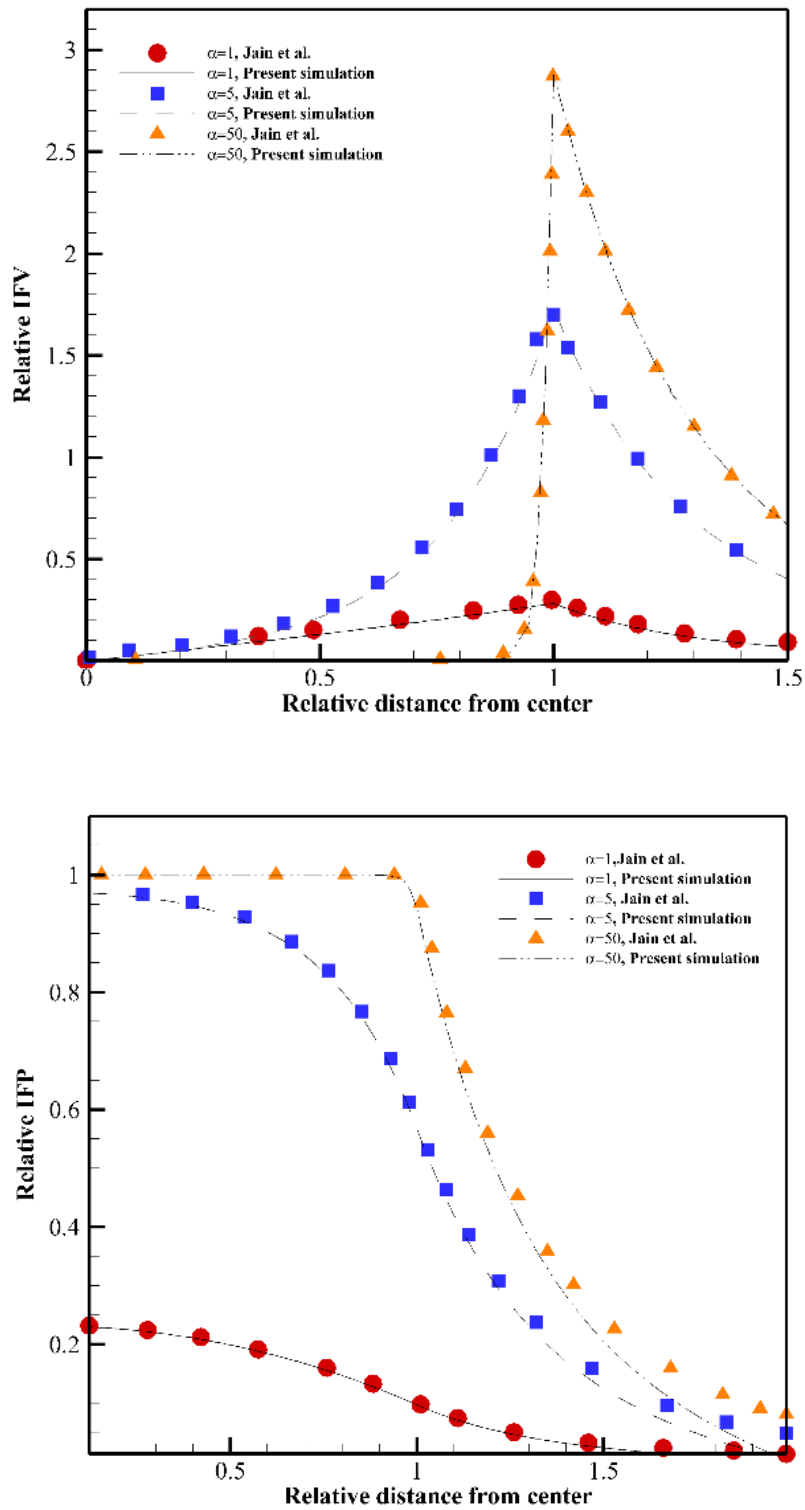 3
2.5
2
1.5
1
0.5
Relative IFV
α=1, Jain et al.
α=1, Present simulation
α=5, Jain et al.
α=5, Present simulation
α=50, Jain et al.
α=50, Present simulation
0
0.5
1
1.5
Relative distance from center
1
0.8
0.6
0.4
0.2
Relative IFP
α=1,Jain et al.
α=1, Present simulation
α=5, Jain et al.
α=5, Present simulation
α=50, Jain et al.
α=50, Present simulation
0.5
1
1.5
Relative distance from center